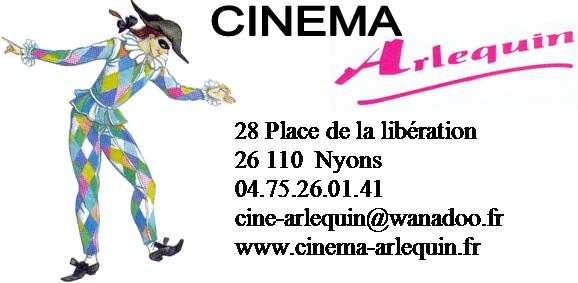 CINEMA
Arlequin
28 Place de la libération
26 110  Nyons
04.75.26.01.41
cine-arlequin@wanadoo.fr
www.cinema-arlequin.fr